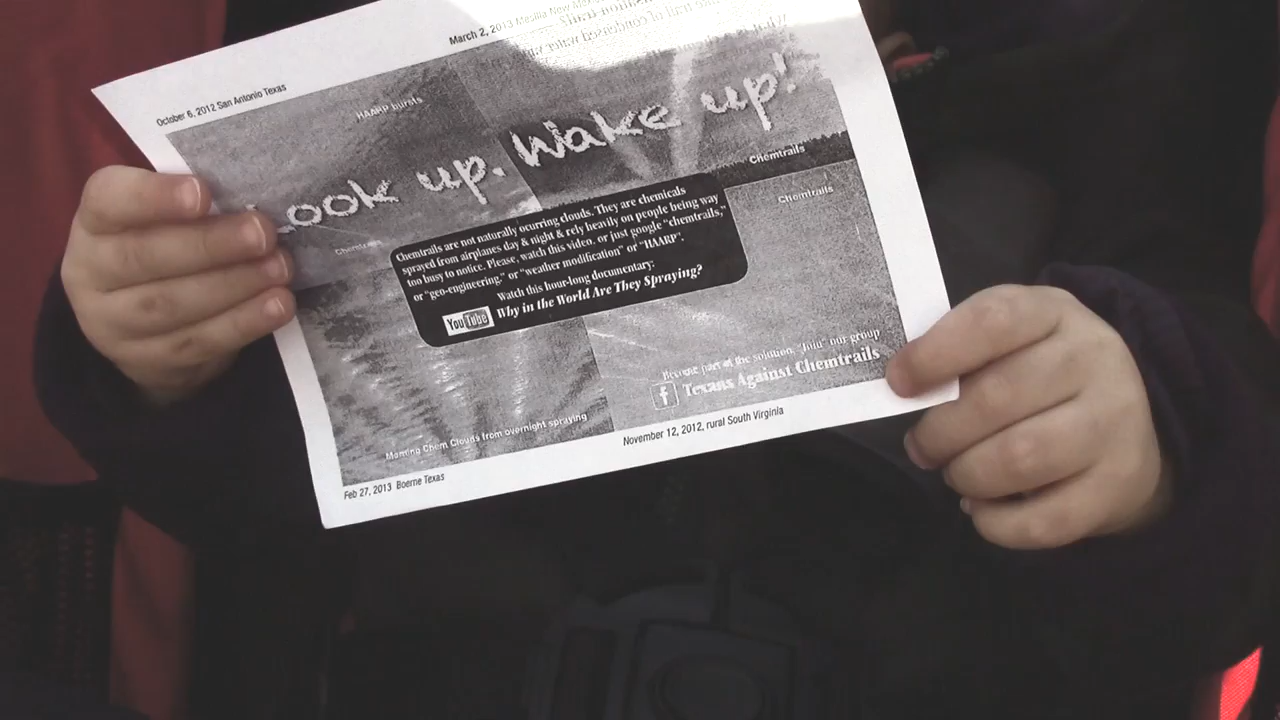 March 2, 2013 Mesilla New
October 6, 2012 San Antonio Texas
HAARP bursts
Look up. Wake up!
Chemtrails
Chemtrails
Chemtrails
Chemtrails are not naturally ocurring clouds. They are chemicals
sprayed from airplanes day & night & rely heavily on people being way
too busy to notice. Please, watch this video, or just google "chemtrails,"
or "geo-engineering," or "weather modification" or "HAARP".
Watch this hour-long documentary:
YouTube Why in the World Are They Spraying?
Become part of the solution, "Join" our group
f Texans Against Chemtrails
Morning Chem Clouds from overnight spraying
November 12, 2012, rural South Virginia
Feb 27, 2013 Boerne Texas